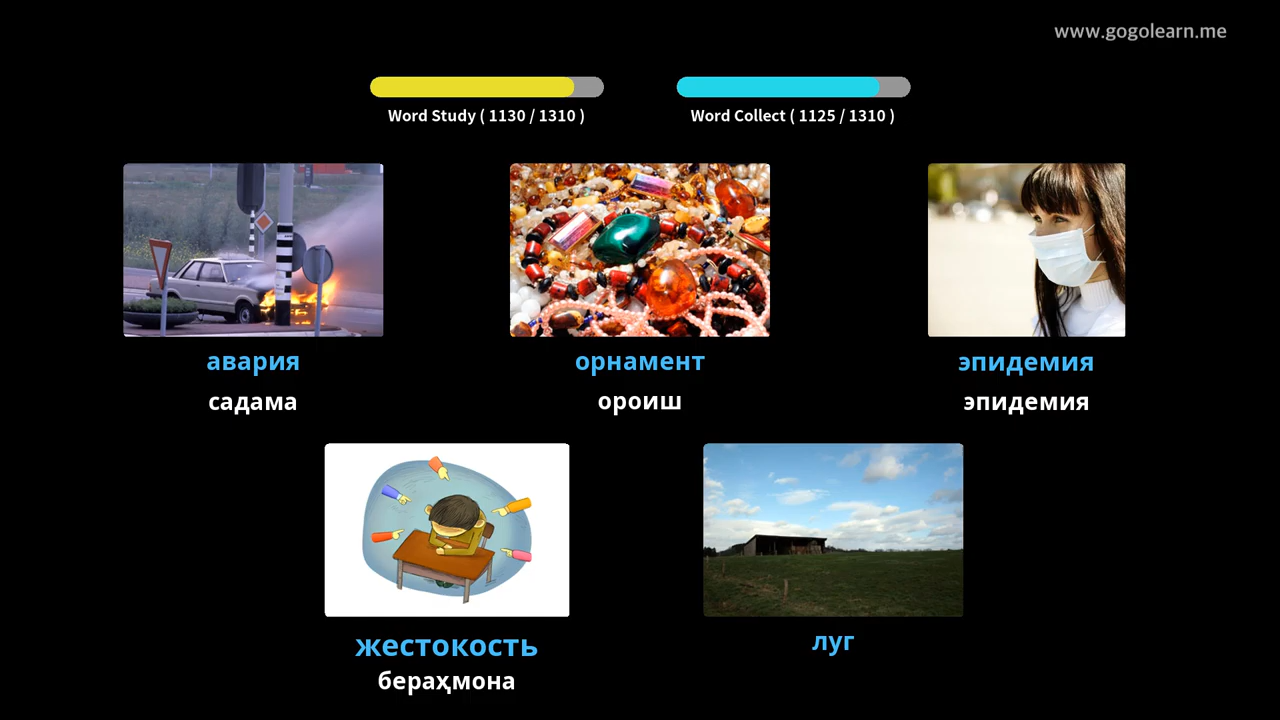 www.gogolearn.me
Word Study ( 1130 / 1310 )
Word Collect ( 1125 / 1310 )
авария
орнамент
эпидемия
садама
ороиш
эпидемия
жестокость
луг
бераҳмона